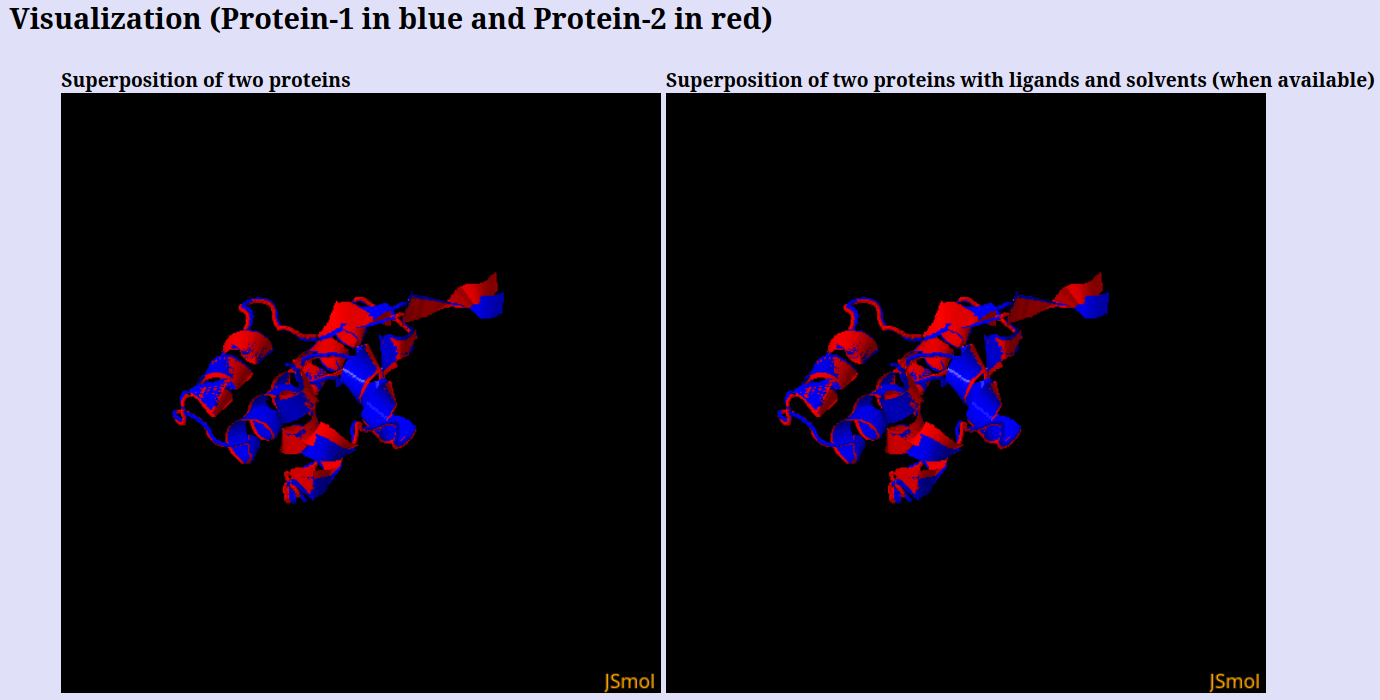 Visualization (Protein-1 in blue and Protein-2 in red)
Superposition of two proteins
Superposition of two proteins with ligands and solvents (when available)
JSmol
JSmol